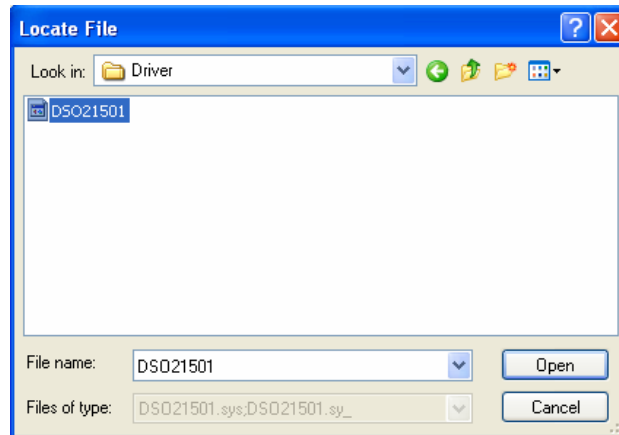 Locate File
Look in: Driver
DSO21501
File name: DSO21501 Open
Files of type: DSO21501.sys;DSO21501.sy_ Cancel